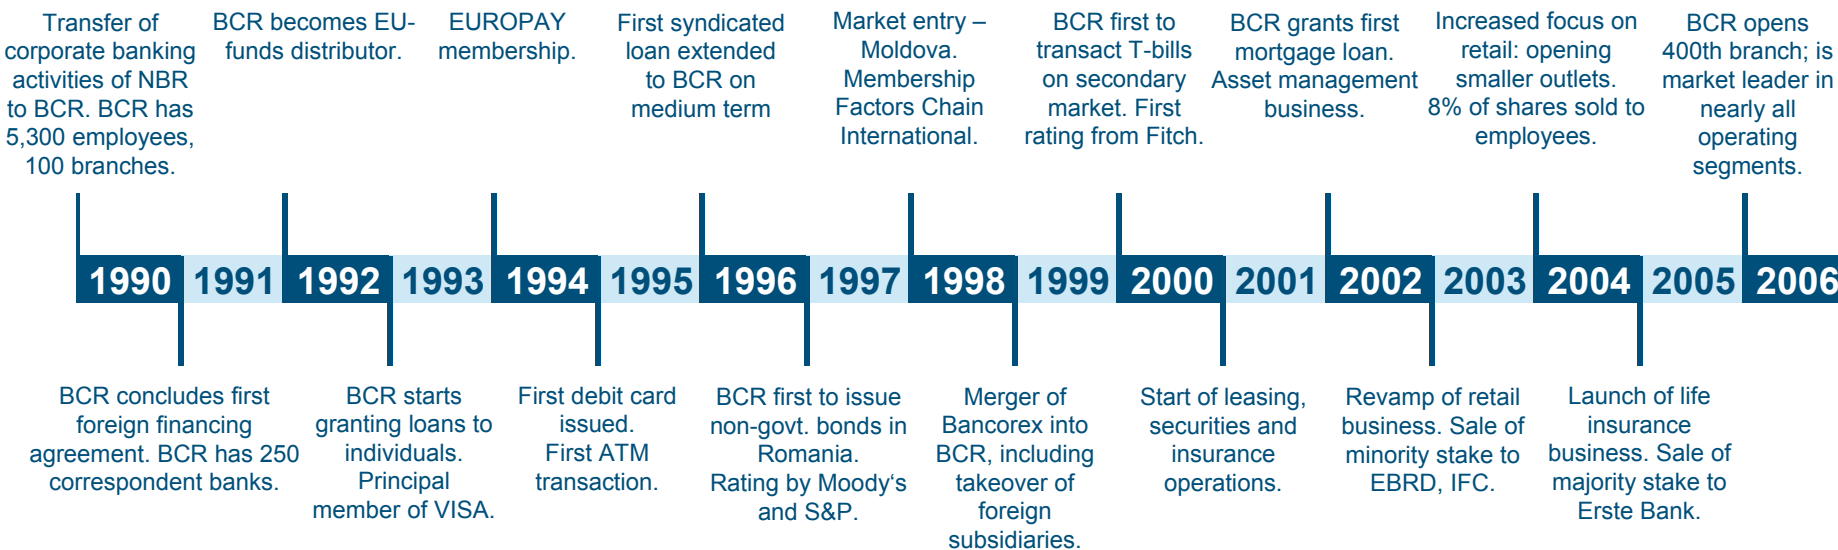 Transfer of
corporate banking
activities of NBR
to BCR. BCR has
5,300 employees,
100 branches.
BCR becomes EU-
funds distributor.
EUROPAY
membership.
First syndicated
loan extended
to BCR on
medium term
Market entry –
Moldova.
Membership
Factors Chain
International.
BCR first to
transact T-bills
on secondary
market. First
rating from Fitch.
BCR grants first
mortgage loan.
Asset management
business.
Increased focus on
retail: opening
smaller outlets.
8% of shares sold to
employees.
BCR opens
400th branch; is
market leader in
nearly all
operating
segments.
1990 1991 1992 1993 1994 1995 1996 1997 1998 1999 2000 2001 2002 2003 2004 2005 2006
BCR concludes first
foreign financing
agreement. BCR has 250
correspondent banks.
BCR starts
granting loans to
individuals.
Principal
member of VISA.
First debit card
issued.
First ATM
transaction.
BCR first to issue
non-govt. bonds in
Romania.
Rating by Moody‘s
and S&P.
Merger of
Bancorex into
BCR, including
takeover of
foreign
subsidiaries.
Start of leasing,
securities and
insurance
operations.
Revamp of retail
business. Sale of
minority stake to
EBRD, IFC.
Launch of life
insurance
business. Sale of
majority stake to
Erste Bank.